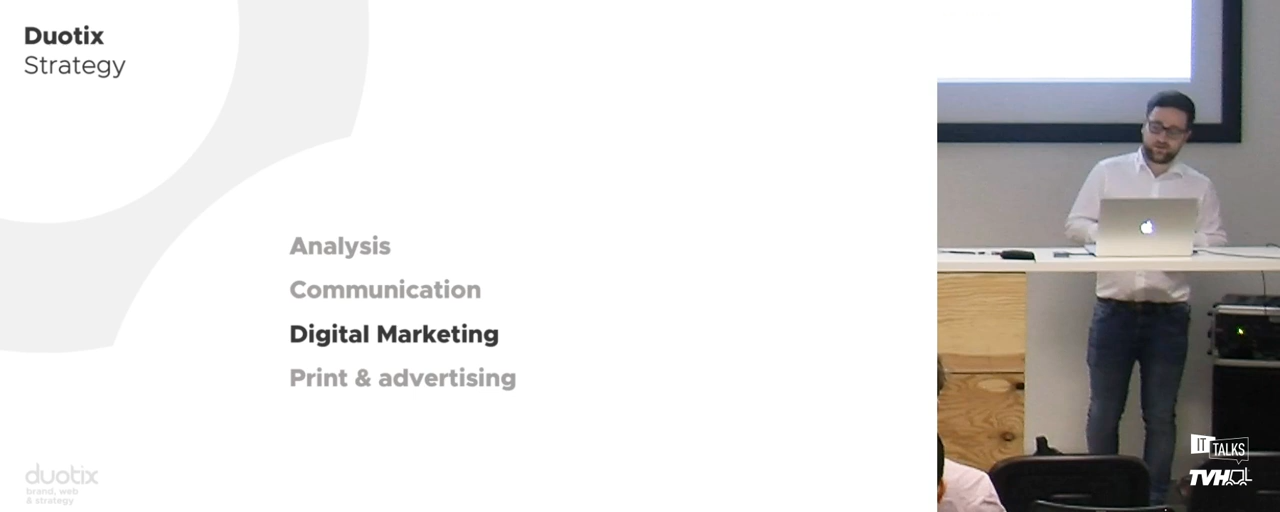 Duotix
Strategy
Analysis
Communication
Digital Marketing
Print & advertising
duotix
brand, web
& strategy
IT TALKS
TVH